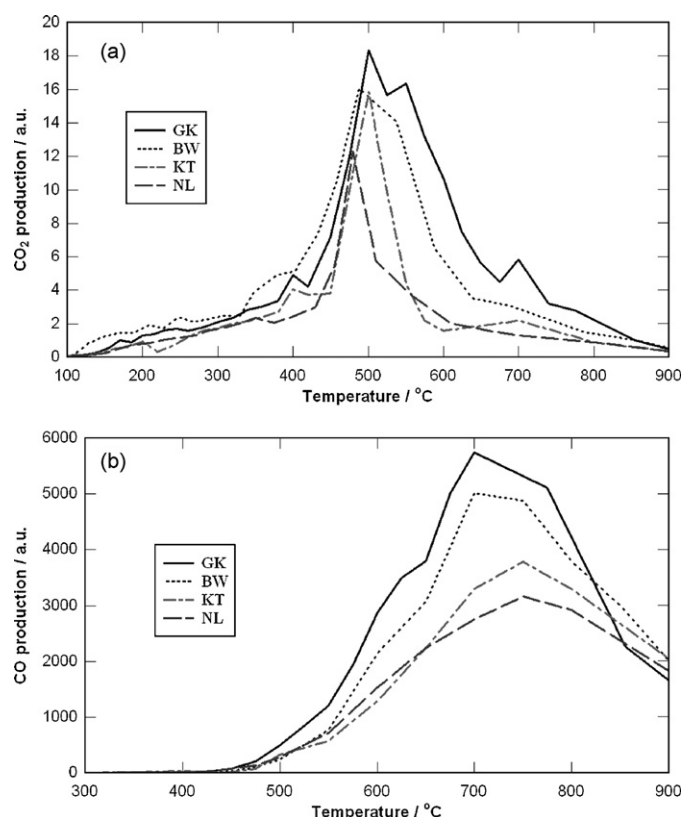 (a)
CO₂ production / a.u.
20
18
16
14
12
10
8
6
4
2
0
GK
BW
KT
NL
100 200 300 400 500 600 700 800 900
Temperature / °C
(b)
CO production / a.u.
6000
5000
4000
3000
2000
1000
0
GK
BW
KT
NL
300 400 500 600 700 800 900
Temperature / °C